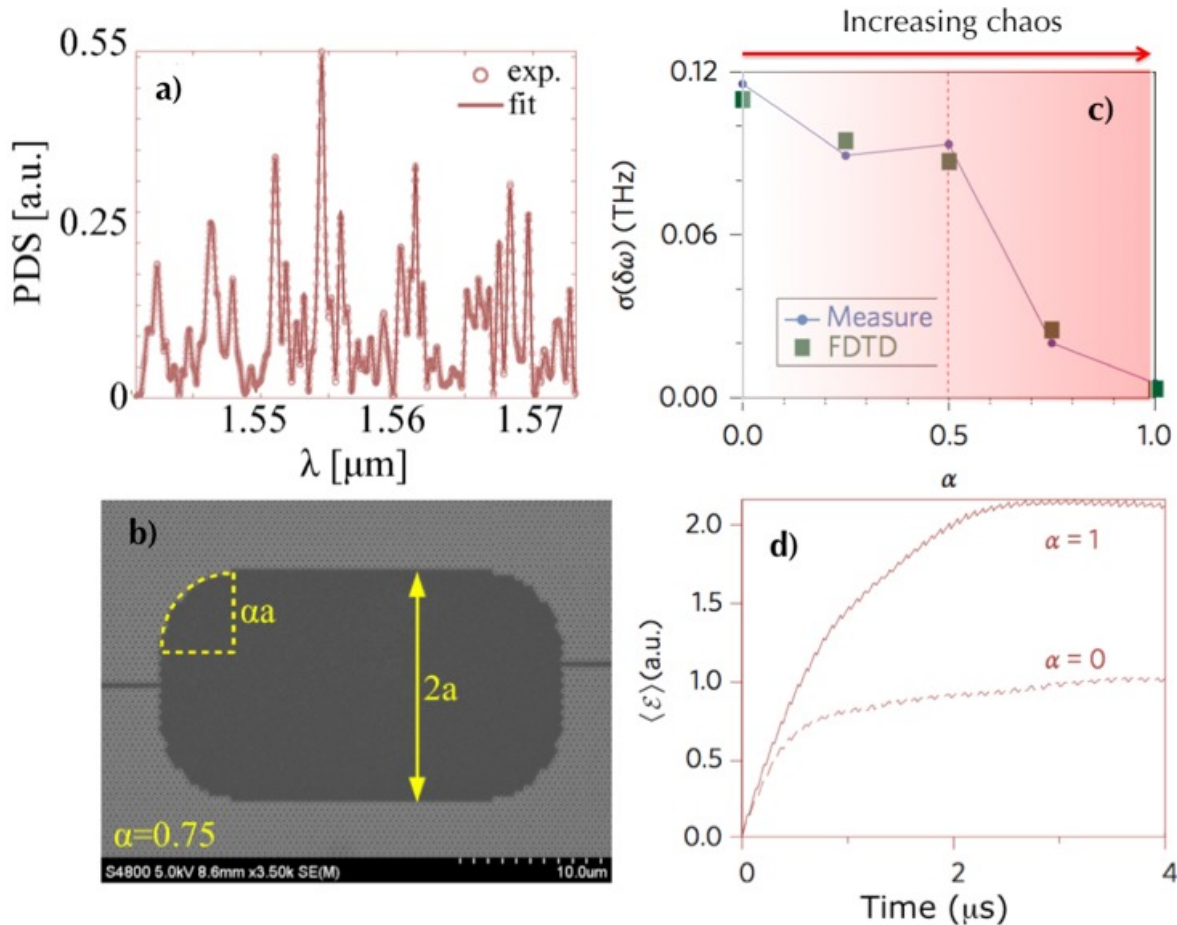 a)
0.55
0.25
0
PDS [a.u.]
exp.
fit
1.55 1.56 1.57
λ [μm]
Increasing chaos
c)
0.12
0.06
0.00
σ(δω) (THz)
Measure
FDTD
0.0 0.5 1.0
α
b)
αa
2a
α=0.75
S4800 5.0kV 8.6mm x3.50k SE(M) 10.0um
d)
2.0
1.5
1.0
0.5
0.0
⟨ℰ⟩(a.u.)
α = 1
α = 0
0 2 4
Time (μs)